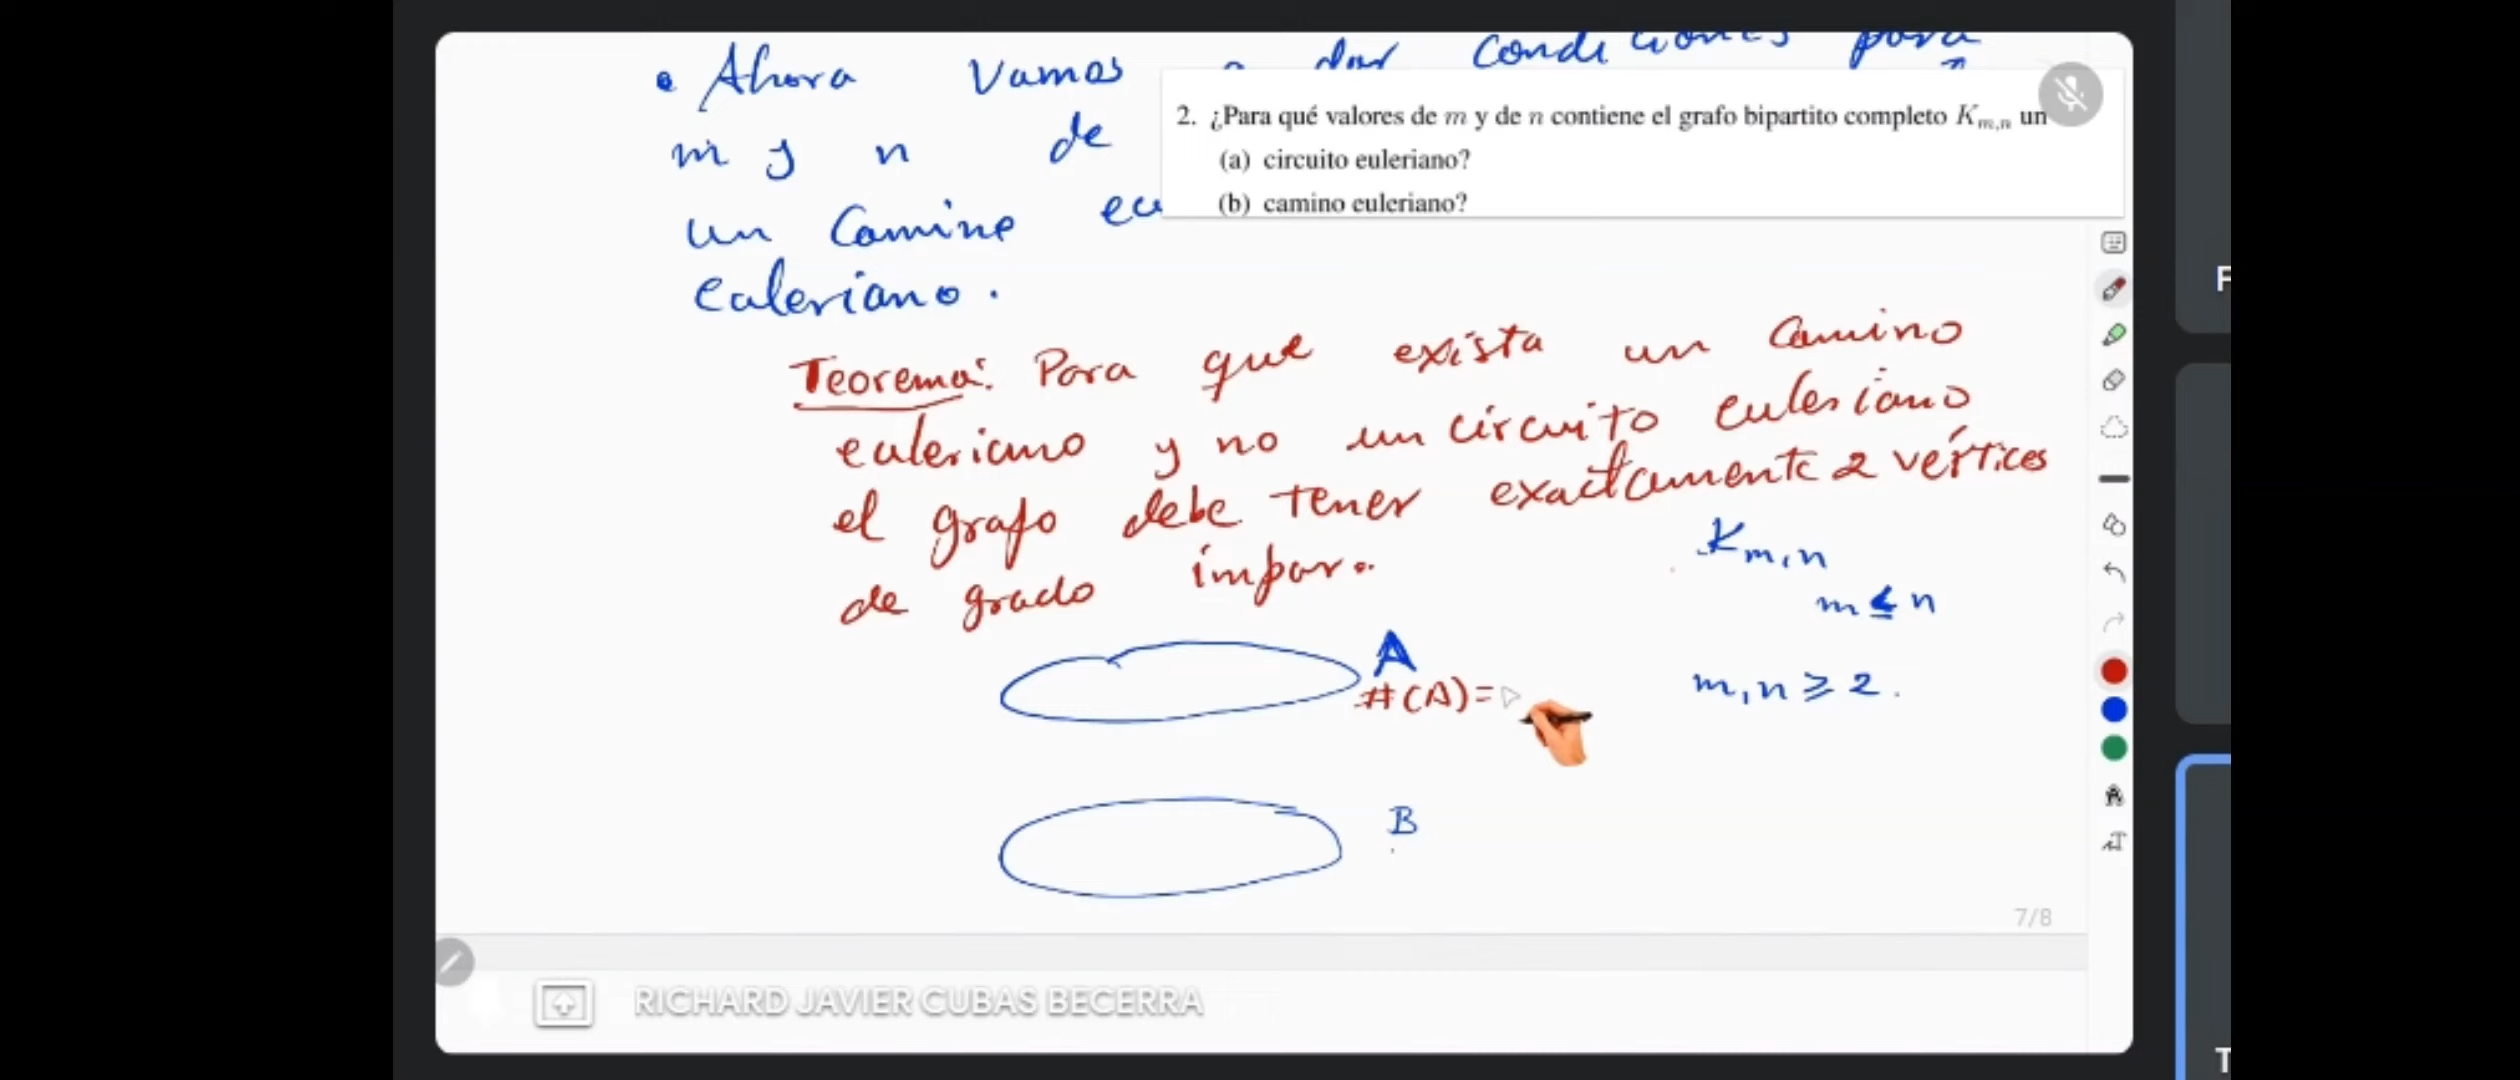 • Ahora vamos a dar condiciones para
2. ¿Para qué valores de m y de n contiene el grafo bipartito completo K_{m,n} un
(a) circuito euleriano?
(b) camino euleriano?
m y n de
un camino eu
euleriano.
Teorema: Para que exista un camino
euleriano y no un circuito euleriano
el grafo debe tener exactamente 2 vértices
de grado impar.
K_{m,n}
m ≤ n
A
#(A)=
m,n ≥ 2.
B
7/8
RICHARD JAVIER CUBAS BECERRA
F
T